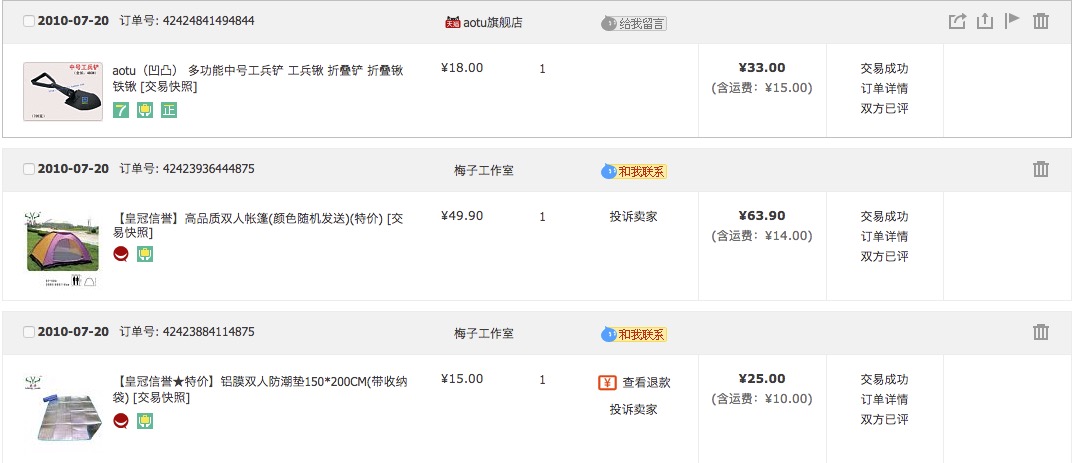 2010-07-20 订单号: 42424841494844 天猫 aotu旗舰店 给我留言
中号工兵铲
aotu（凹凸） 多功能中号工兵铲 工兵锹 折叠铲 折叠锹
铁锹 [交易快照]
7 正
¥18.00 1 ¥33.00 交易成功
(含运费: ¥15.00) 订单详情
双方已评
2010-07-20 订单号: 42423936444875 梅子工作室 和我联系
【皇冠信誉】高品质双人帐篷(颜色随机发送)(特价) [交
易快照]
¥49.90 1 投诉卖家 ¥63.90 交易成功
(含运费: ¥14.00) 订单详情
双方已评
2010-07-20 订单号: 42423884114875 梅子工作室 和我联系
【皇冠信誉★特价】铝膜双人防潮垫150*200CM(带收纳
袋) [交易快照]
¥15.00 1 ¥ 查看退款 ¥25.00 交易成功
投诉卖家 (含运费: ¥10.00) 订单详情
双方已评